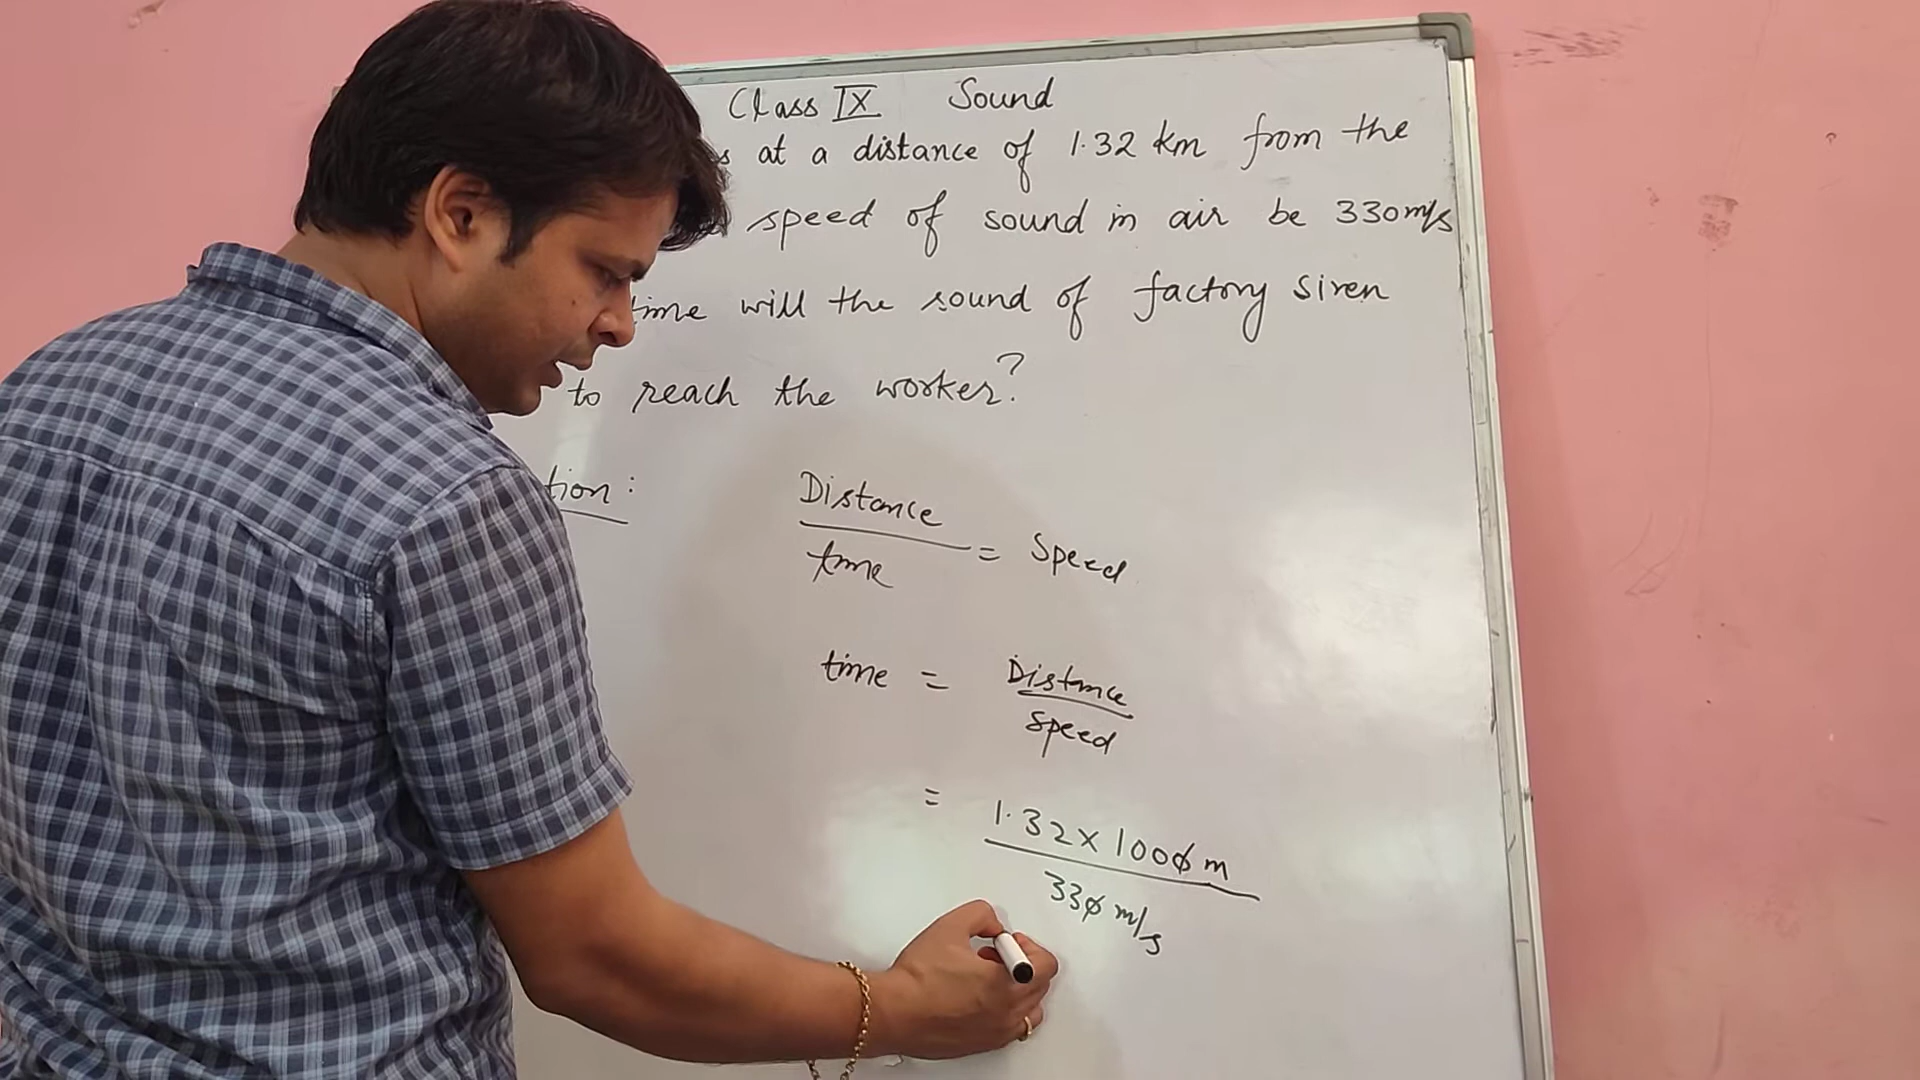 Class IX Sound
at a distance of 1.32 km from the
speed of sound in air be 330m/s
time will the sound of factory siren
to reach the worker?
tion:
Distance
time
= Speed
time = Distance
speed
= 1.32 x 1000 m
330 m/s